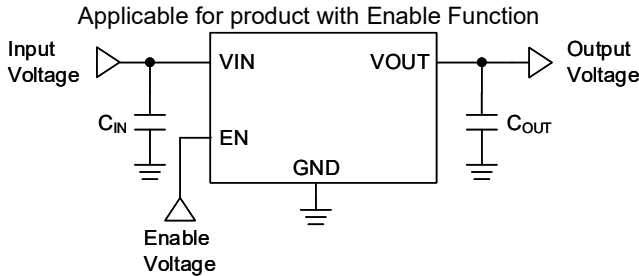 Applicable for product with Enable Function
Input
Voltage
VIN
VOUT
Output
Voltage
CIN
EN
COUT
GND
Enable
Voltage